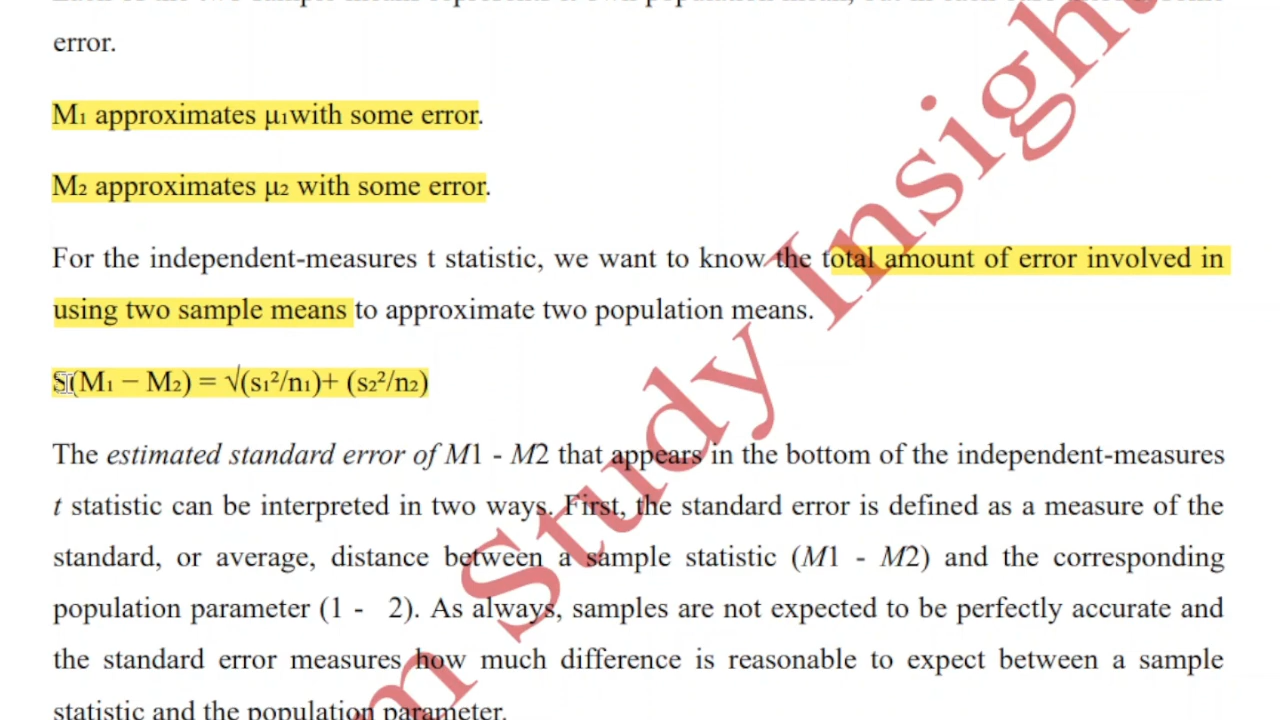 error.
M₁ approximates μ₁with some error.
M₂ approximates μ₂ with some error.
For the independent-measures t statistic, we want to know the total amount of error involved in
using two sample means to approximate two population means.
S(M₁ − M₂) = √(s₁²/n₁)+ (s₂²/n₂)
The estimated standard error of M1 - M2 that appears in the bottom of the independent-measures
t statistic can be interpreted in two ways. First, the standard error is defined as a measure of the
standard, or average, distance between a sample statistic (M1 - M2) and the corresponding
population parameter (1 - 2). As always, samples are not expected to be perfectly accurate and
the standard error measures how much difference is reasonable to expect between a sample
statistic and the population parameter.
m Study Insight